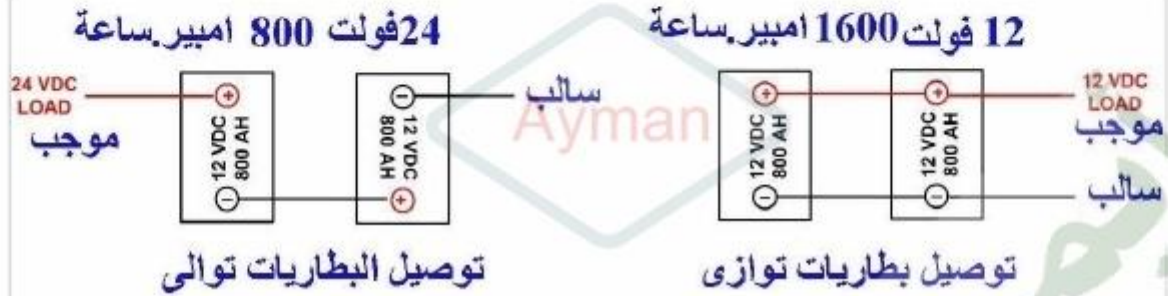 12 فولت 1600 امبير.ساعة
24فولت 800 امبير.ساعة
12 VDC
LOAD
موجب
سالب
12 VDC
800 AH
12 VDC
800 AH
توصيل بطاريات توازى
24 VDC
LOAD
موجب
سالب
12 VDC
800 AH
12 VDC
800 AH
توصيل البطاريات توالى
Ayman